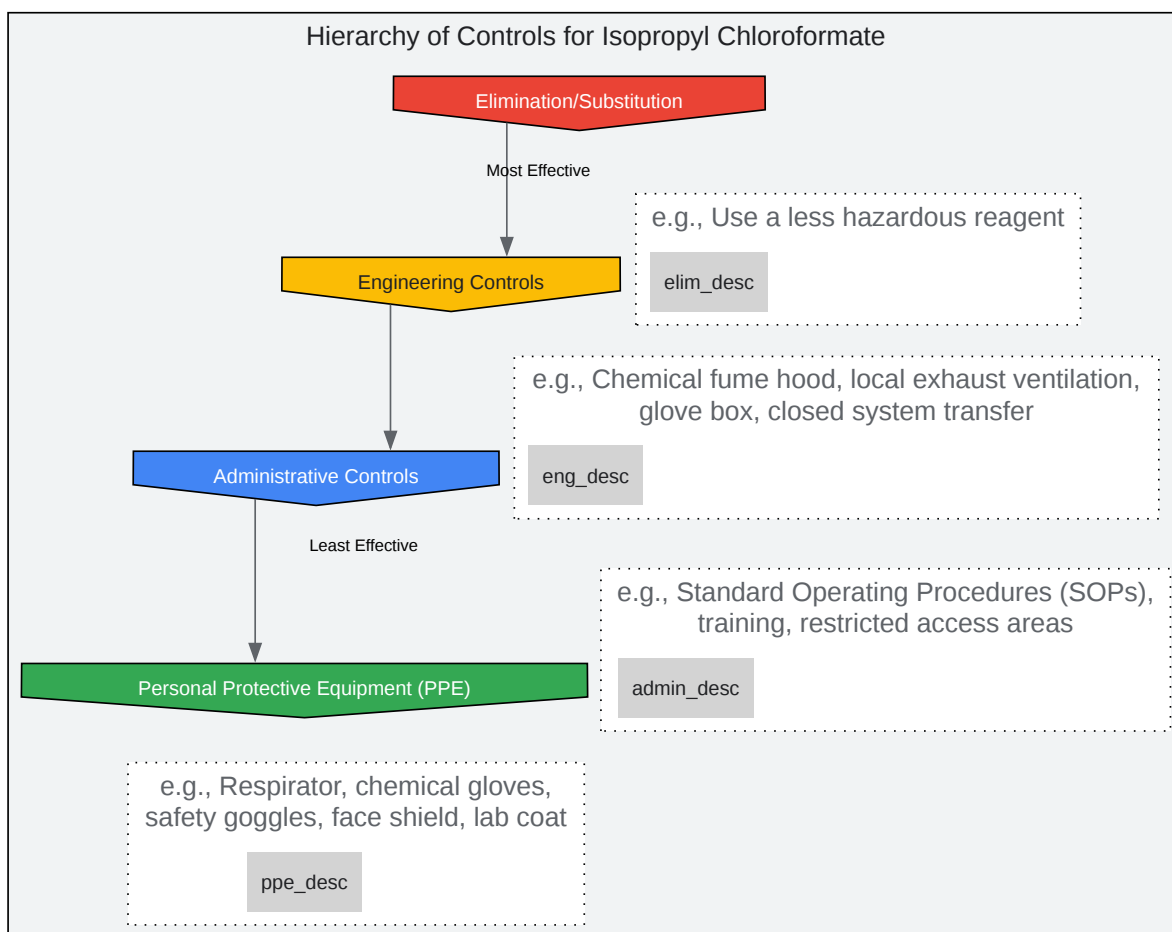 Hierarchy of Controls for Isopropyl Chloroformate
Elimination/Substitution
Most Effective
e.g., Use a less hazardous reagent
elim_desc
Engineering Controls
e.g., Chemical fume hood, local exhaust ventilation,
glove box, closed system transfer
eng_desc
Administrative Controls
Least Effective
e.g., Standard Operating Procedures (SOPs),
training, restricted access areas
admin_desc
Personal Protective Equipment (PPE)
e.g., Respirator, chemical gloves,
safety goggles, face shield, lab coat
ppe_desc